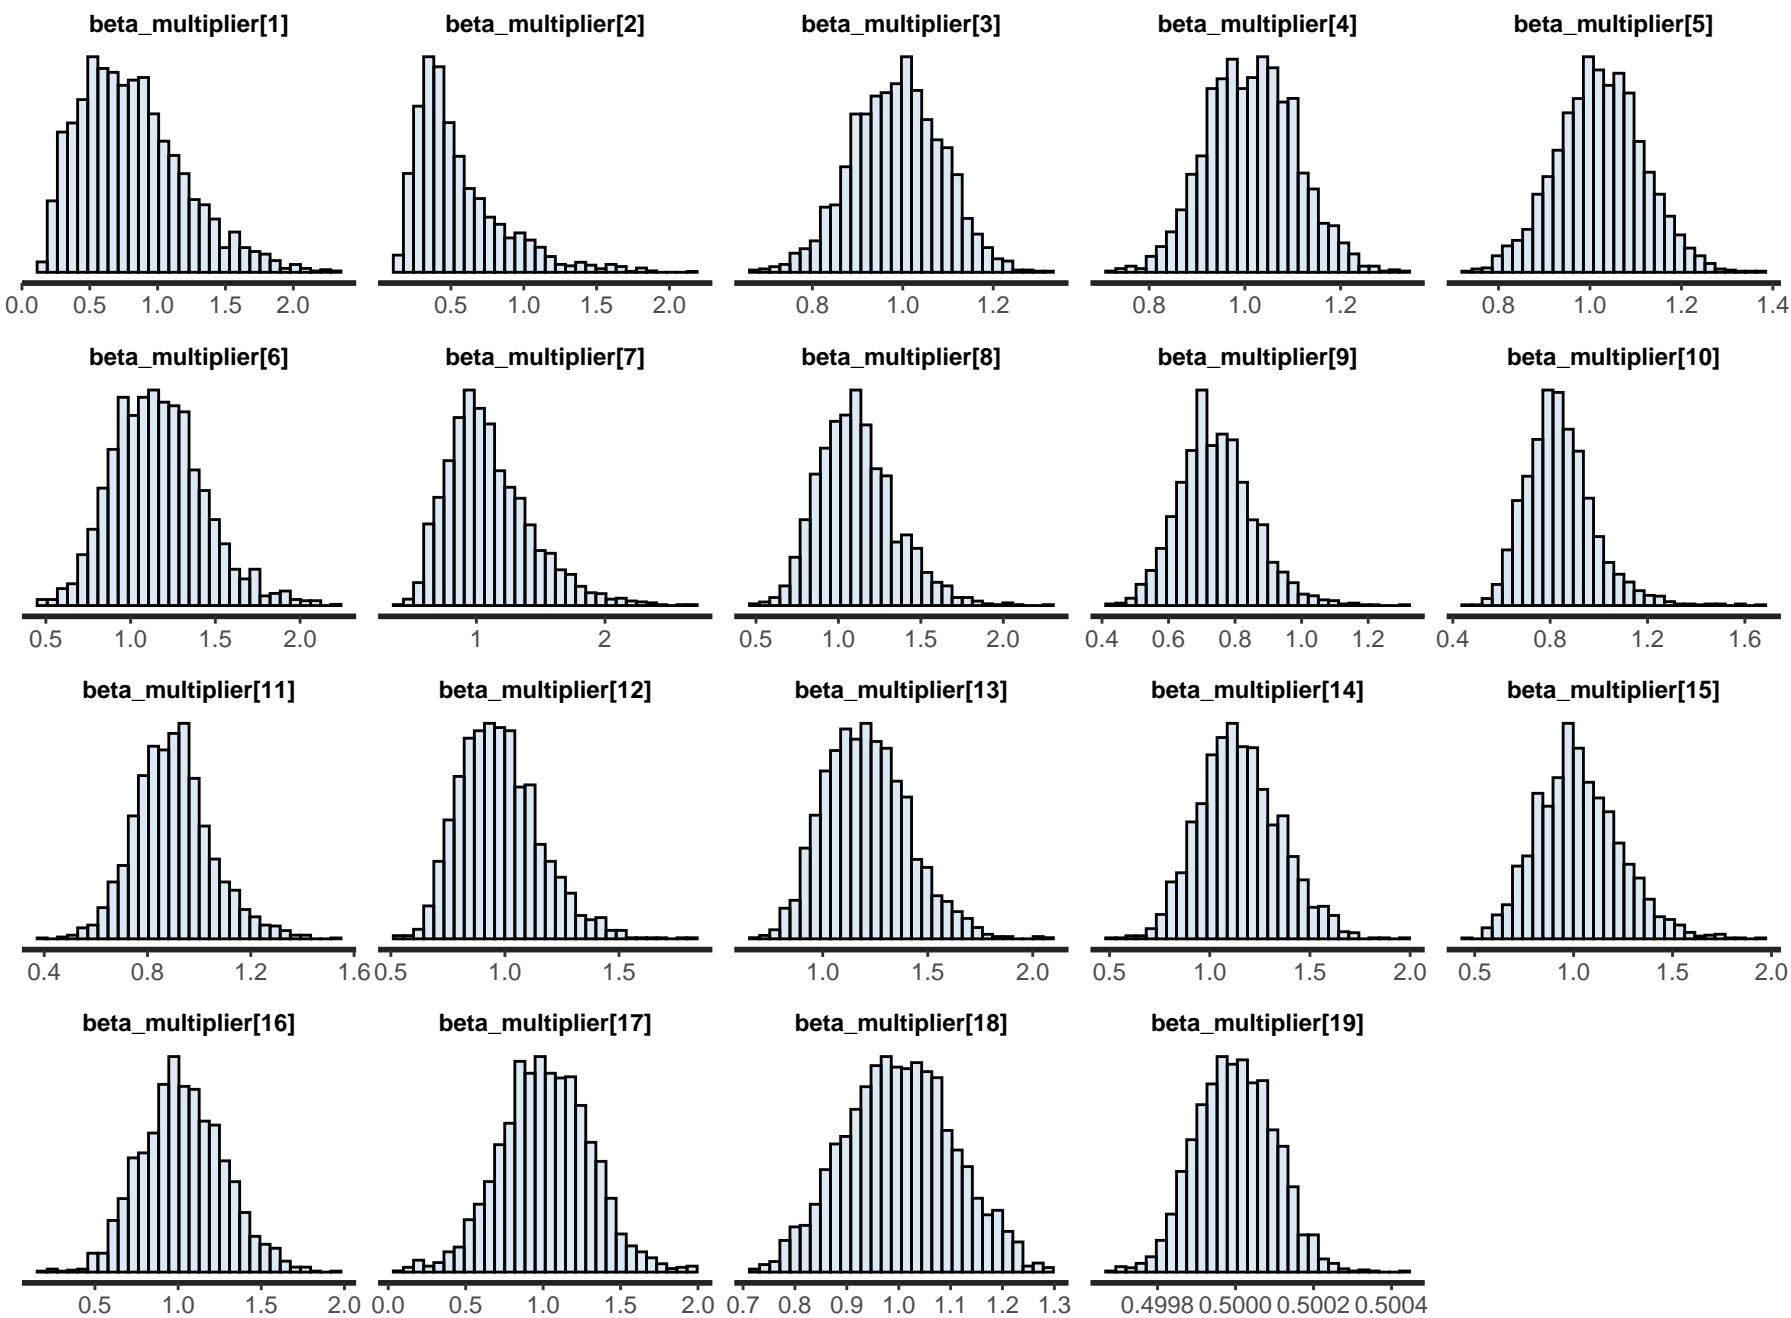 beta_multiplier[1] beta_multiplier[2] beta_multiplier[3] beta_multiplier[4] beta_multiplier[5]
0.0 0.5 1.0 1.5 2.0 0.5 1.0 1.5 2.0 0.8 1.0 1.2 0.8 1.0 1.2 0.8 1.0 1.2 1.4
beta_multiplier[6] beta_multiplier[7] beta_multiplier[8] beta_multiplier[9] beta_multiplier[10]
0.5 1.0 1.5 2.0 1 2 0.5 1.0 1.5 2.0 0.4 0.6 0.8 1.0 1.2 0.4 0.8 1.2 1.6
beta_multiplier[11] beta_multiplier[12] beta_multiplier[13] beta_multiplier[14] beta_multiplier[15]
0.4 0.8 1.2 1.6 0.5 1.0 1.5 1.0 1.5 2.0 0.5 1.0 1.5 2.0 0.5 1.0 1.5 2.0
beta_multiplier[16] beta_multiplier[17] beta_multiplier[18] beta_multiplier[19]
0.5 1.0 1.5 2.0 0.0 0.5 1.0 1.5 2.0 0.7 0.8 0.9 1.0 1.1 1.2 1.3 0.4998 0.5000 0.5002 0.5004